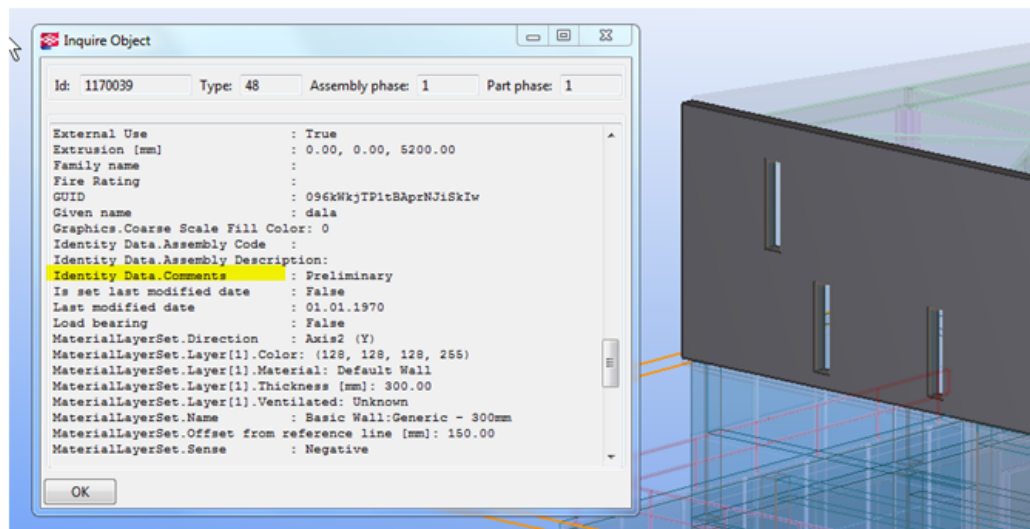 Inquire Object
Id: 1170039 Type: 48 Assembly phase: 1 Part phase: 1
External Use : True
Extrusion [mm] : 0.00, 0.00, 5200.00
Family name :
Fire Rating :
GUID : 096kWkjTP1tBAprNJiSkIw
Given name : dala
Graphics.Coarse Scale Fill Color: 0
Identity Data.Assembly Code :
Identity Data.Assembly Description:
Identity Data.Comments : Preliminary
Is set last modified date : False
Last modified date : 01.01.1970
Load bearing : False
MaterialLayerSet.Direction : Axis2 (Y)
MaterialLayerSet.Layer[1].Color: (128, 128, 128, 255)
MaterialLayerSet.Layer[1].Material: Default Wall
MaterialLayerSet.Layer[1].Thickness [mm]: 300.00
MaterialLayerSet.Layer[1].Ventilated: Unknown
MaterialLayerSet.Name : Basic Wall:Generic - 300mm
MaterialLayerSet.Offset from reference line [mm]: 150.00
MaterialLayerSet.Sense : Negative
OK